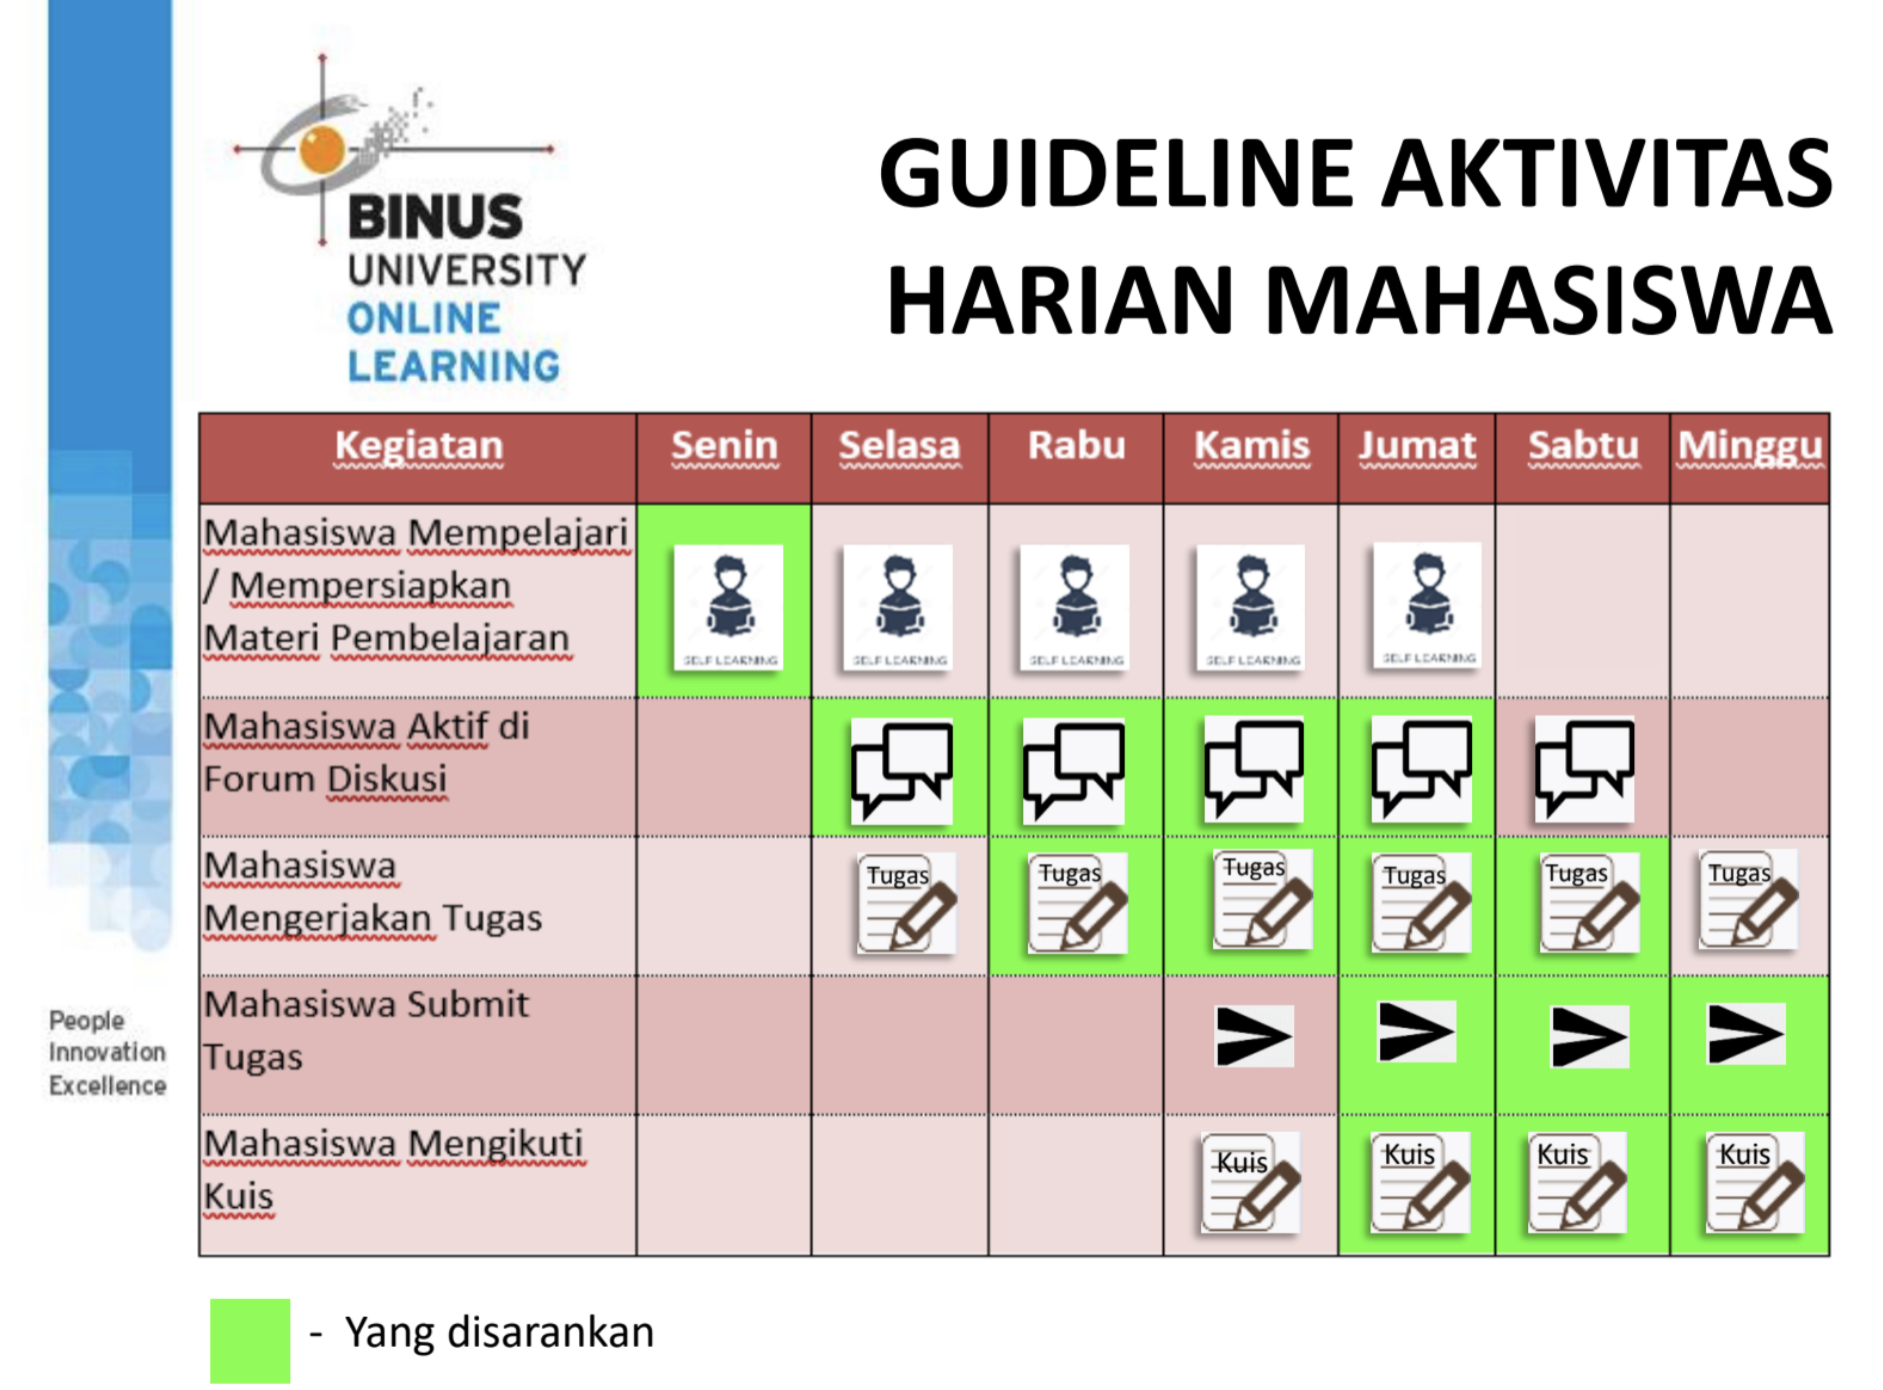 BINUS
UNIVERSITY
ONLINE
LEARNING
GUIDELINE AKTIVITAS
HARIAN MAHASISWA
Kegiatan Senin Selasa Rabu Kamis Jumat Sabtu Minggu
Mahasiswa Mempelajari
/ Mempersiapkan
Materi Pembelajaran
SELF LEARNING SELF LEARNING SELF LEARNING SELF LEARNING SELF LEARNING
Mahasiswa Aktif di
Forum Diskusi
Mahasiswa
Mengerjakan Tugas
Tugas Tugas Tugas Tugas Tugas Tugas
Mahasiswa Submit
Tugas
Mahasiswa Mengikuti
Kuis
Kuis Kuis Kuis Kuis
People
Innovation
Excellence
- Yang disarankan